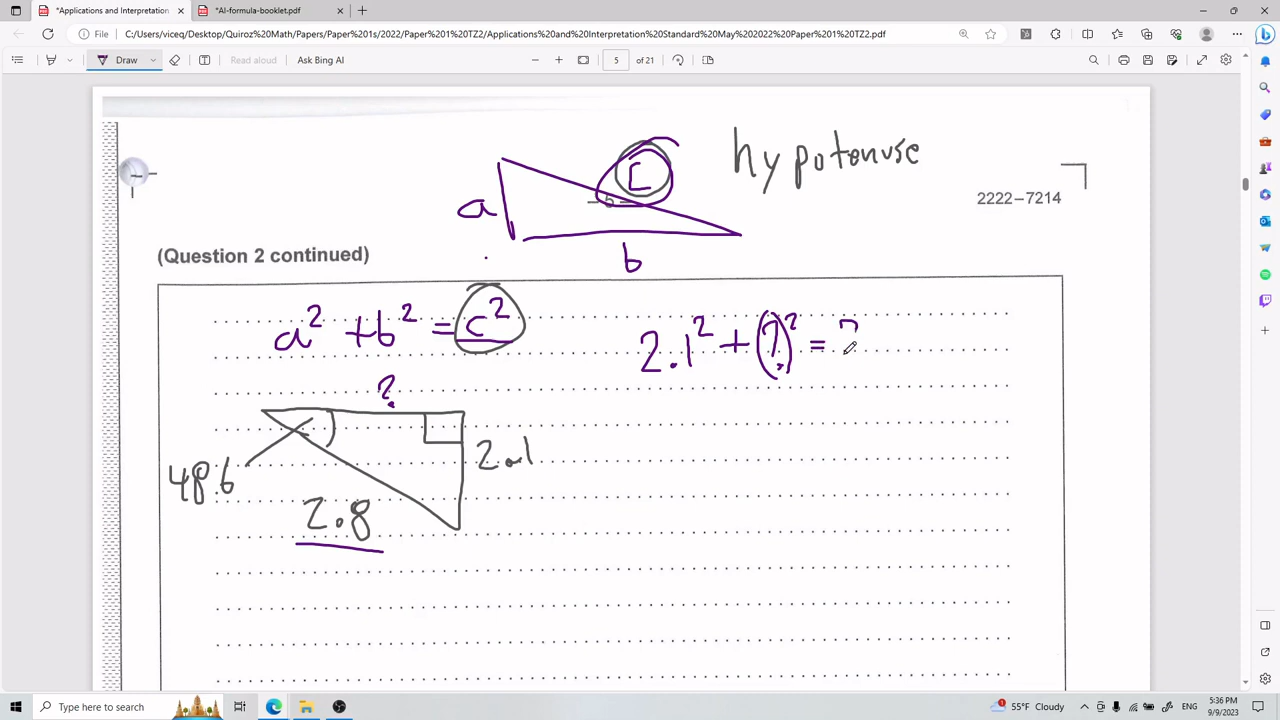 *Applications and Interpretation
*AI-formula-booklet.pdf
File
C:/Users/viceq/Desktop/Quiroz%20Math/Papers/Paper%201s/2022/Paper%201%20TZ2/Applications%20and%20Interpretation%20Standard%20May%202022%20Paper%201%20TZ2.pdf
Draw
Read aloud
Ask Bing AI
5
of 21
hypotenuse
c
a
– 5 –
2222–7214
b
(Question 2 continued)
a² + b² = c²
2.1² + (?)² =
?
48.6
2.1
2.8
Type here to search
55°F Cloudy
5:36 PM
9/9/2023